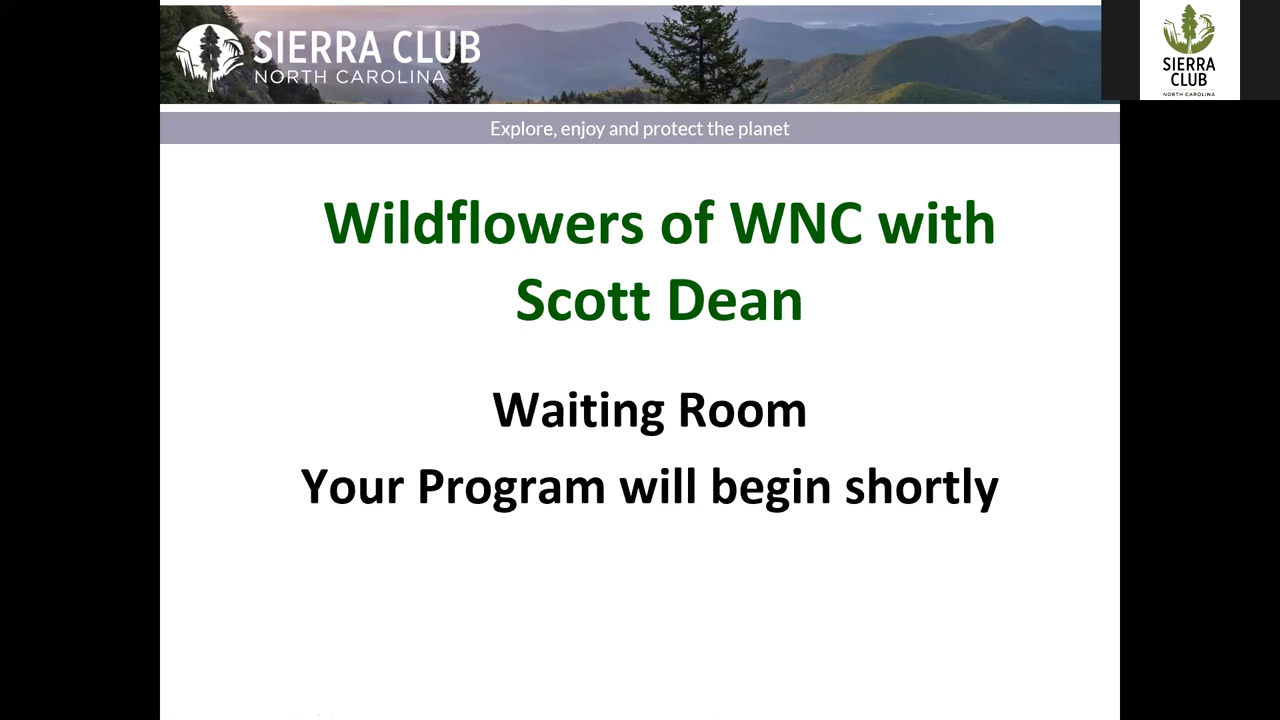 SIERRA CLUB
NORTH CAROLINA
SIERRA
CLUB
NORTH CAROLINA
Explore, enjoy and protect the planet
Wildflowers of WNC with
Scott Dean
Waiting Room
Your Program will begin shortly